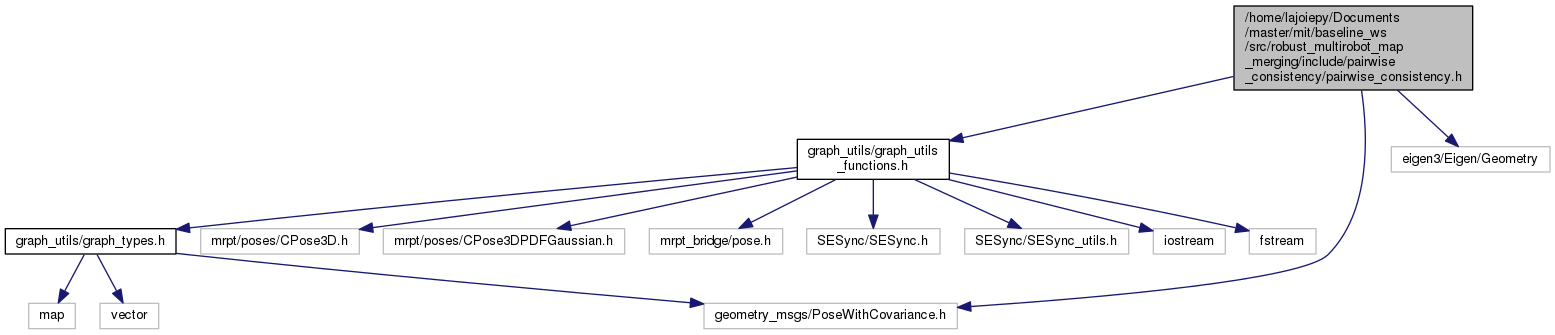 /home/lajoiepy/Documents
/master/mit/baseline_ws
/src/robust_multirobot_map
_merging/include/pairwise
_consistency/pairwise_consistency.h
graph_utils/graph_utils
_functions.h
eigen3/Eigen/Geometry
graph_utils/graph_types.h
mrpt/poses/CPose3D.h
mrpt/poses/CPose3DPDFGaussian.h
mrpt_bridge/pose.h
SESync/SESync.h
SESync/SESync_utils.h
iostream
fstream
map
vector
geometry_msgs/PoseWithCovariance.h